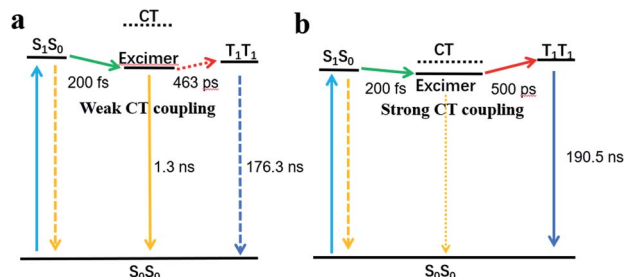 a
CT
S₁S₀
Excimer
T₁T₁
200 fs
463 ps
Weak CT coupling
1.3 ns
176.3 ns
S₀S₀
b
CT
S₁S₀
T₁T₁
Excimer
200 fs
500 ps
Strong CT coupling
190.5 ns
S₀S₀